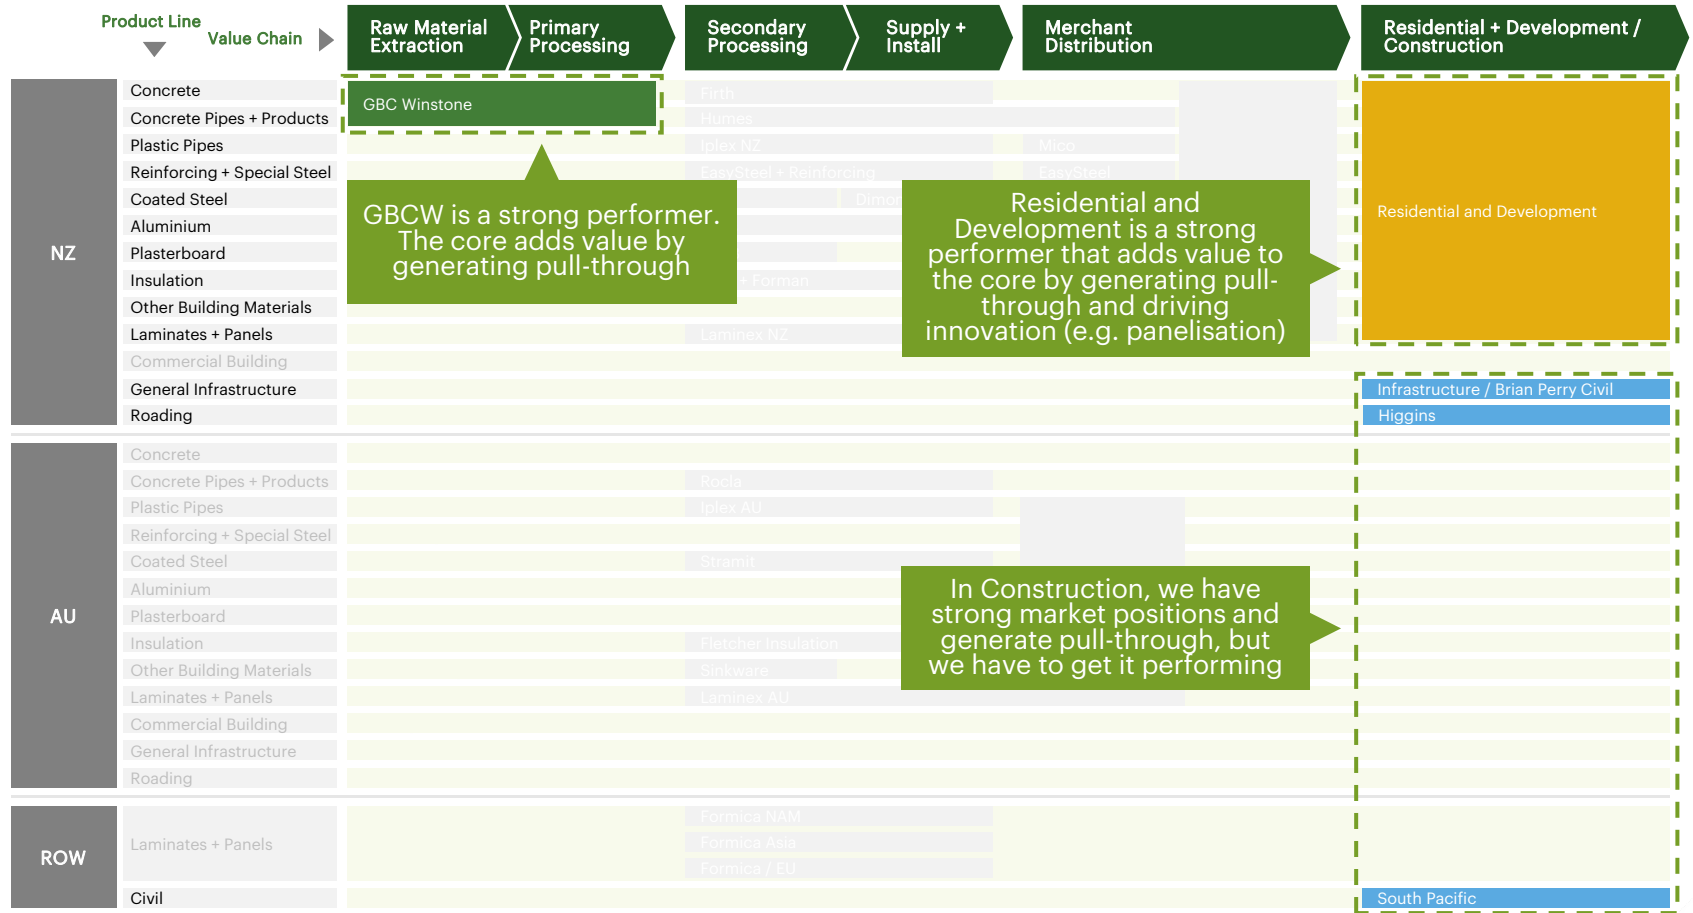 Product Line
Value Chain
Raw Material
Extraction
Primary
Processing
Secondary
Processing
Supply +
Install
Merchant
Distribution
Residential + Development /
Construction
NZ
Concrete
Concrete Pipes + Products
Plastic Pipes
Reinforcing + Special Steel
Coated Steel
Aluminium
Plasterboard
Insulation
Other Building Materials
Laminates + Panels
Commercial Building
General Infrastructure
Roading
GBC Winstone
Firth
Humes
Iplex NZ
Mico
EasySteel + Reinforcing
EasySteel
+ Forman
Laminex NZ
GBCW is a strong performer.
The core adds value by
generating pull-through
Residential and
Development is a strong
performer that adds value to
the core by generating pull-
through and driving
innovation (e.g. panelisation)
Residential and Development
Infrastructure / Brian Perry Civil
Higgins
AU
Concrete
Concrete Pipes + Products
Plastic Pipes
Reinforcing + Special Steel
Coated Steel
Aluminium
Plasterboard
Insulation
Other Building Materials
Laminates + Panels
Commercial Building
General Infrastructure
Roading
Rocla
Iplex AU
Stramit
Fletcher Insulation
Sinkware
Laminex AU
In Construction, we have
strong market positions and
generate pull-through, but
we have to get it performing
ROW
Laminates + Panels
Formica NAM
Formica Asia
Formica / EU
Civil
South Pacific